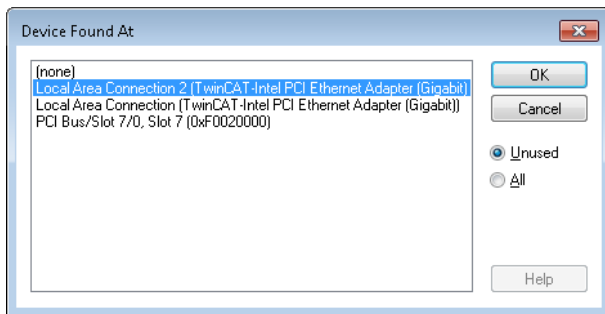 Device Found At
(none)
Local Area Connection 2 (TwinCAT-Intel PCI Ethernet Adapter (Gigabit)
Local Area Connection (TwinCAT-Intel PCI Ethernet Adapter (Gigabit))
PCI Bus/Slot 7/0, Slot 7 (0xF0020000)
OK
Cancel
Unused
All
Help